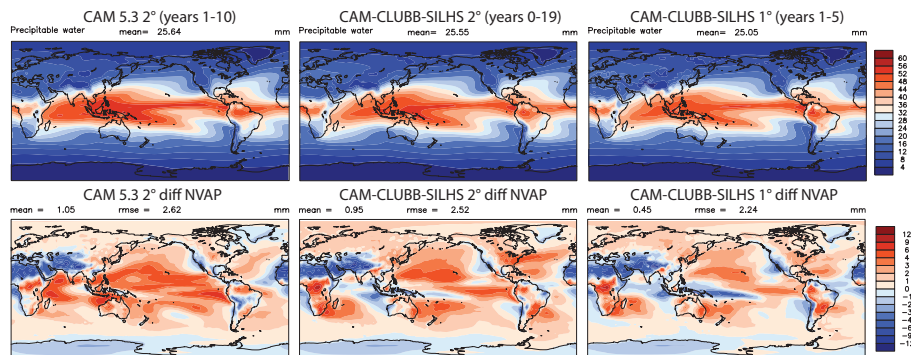 CAM 5.3 2° (years 1-10)
Precipitable water mean= 25.64 mm
CAM-CLUBB-SILHS 2° (years 0-19)
Precipitable water mean= 25.55 mm
CAM-CLUBB-SILHS 1° (years 1-5)
Precipitable water mean= 25.05 mm
60
56
52
48
44
40
36
32
28
24
20
16
12
8
4
CAM 5.3 2° diff NVAP
mean = 1.05 rmse = 2.62 mm
CAM-CLUBB-SILHS 2° diff NVAP
mean = 0.95 rmse = 2.52 mm
CAM-CLUBB-SILHS 1° diff NVAP
mean = 0.45 rmse = 2.24 mm
12
9
6
4
3
2
1
0